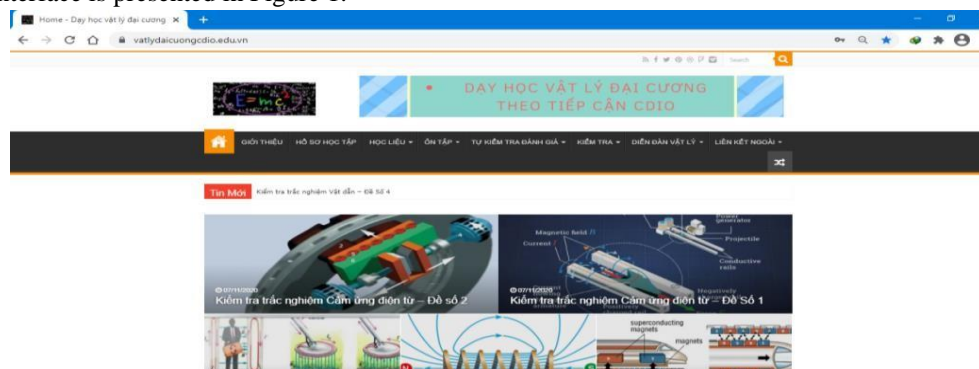 interface is presented in Figure 1.
Home - Dạy học vật lý đại cương
vatlydaicuongcdio.edu.vn
Search
E=mc²
DẠY HỌC VẬT LÝ ĐẠI CƯƠNG
THEO TIẾP CẬN CDIO
GIỚI THIỆU HỒ SƠ HỌC TẬP HỌC LIỆU ÔN TẬP TỰ KIỂM TRA ĐÁNH GIÁ KIỂM TRA DIỄN ĐÀN VẬT LÝ LIÊN KẾT NGOÀI
Tin Mới Kiểm tra trắc nghiệm Vật dẫn – Đề Số 4
07/11/2020
Kiểm tra trắc nghiệm Cảm ứng điện từ – Đề số 2
Power generator
Magnetic field
Projectile
Current
Conductive rails
Negatively
07/11/2020
Kiểm tra trắc nghiệm Cảm ứng điện từ – Đề Số 1
superconducting
magnets
magnets